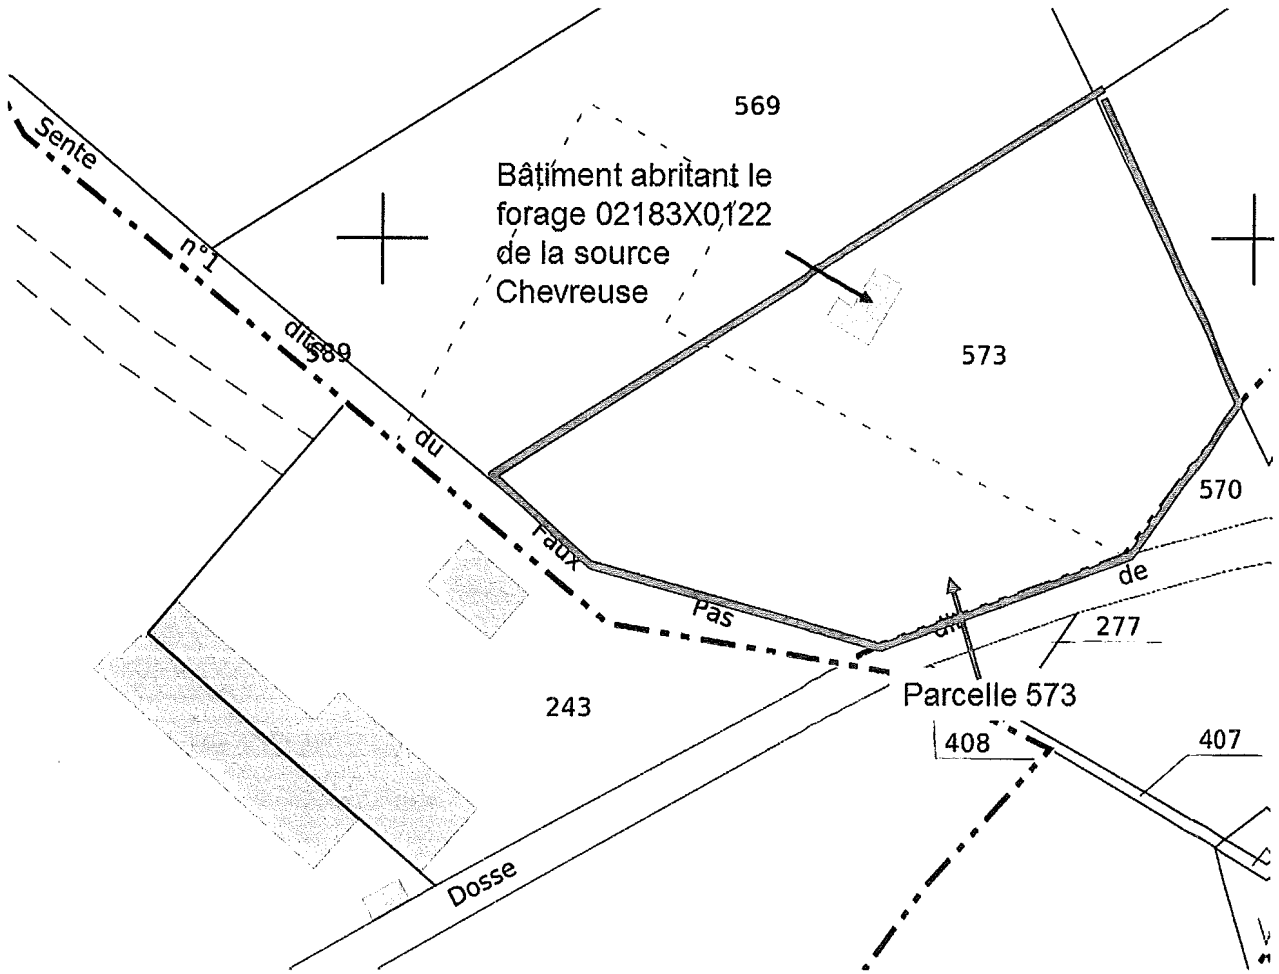 569
Sente
n°1
dite
589
du
Faux
Pas
Bâtiment abritant le
forage 02183X0122
de la source
Chevreuse
573
570
de
277
Parcelle 573
243
408
407
Dosse